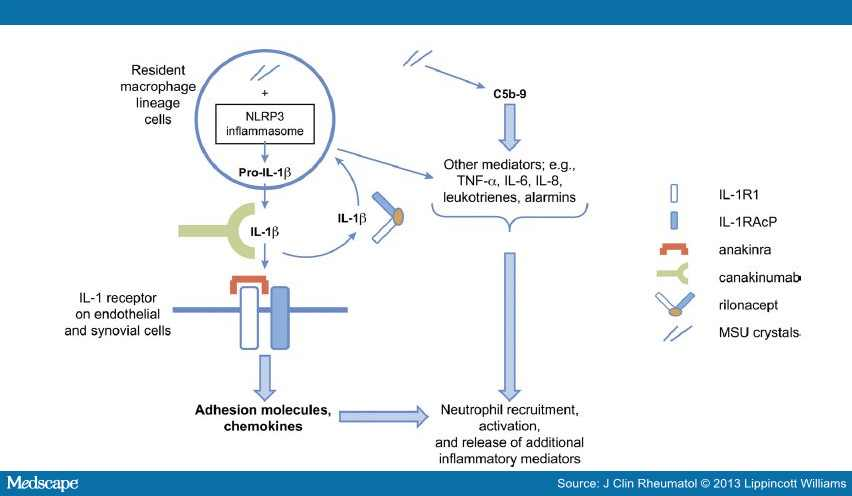 Resident
macrophage
lineage
cells
+
NLRP3
inflammasome
Pro-IL-1β
IL-1β
IL-1β
C5b-9
Other mediators; e.g.,
TNF-α, IL-6, IL-8,
leukotrienes, alarmins
IL-1 receptor
on endothelial
and synovial cells
Adhesion molecules,
chemokines
Neutrophil recruitment,
activation,
and release of additional
inflammatory mediators
IL-1R1
IL-1RAcP
anakinra
canakinumab
rilonacept
MSU crystals
Medscape
Source: J Clin Rheumatol © 2013 Lippincott Williams